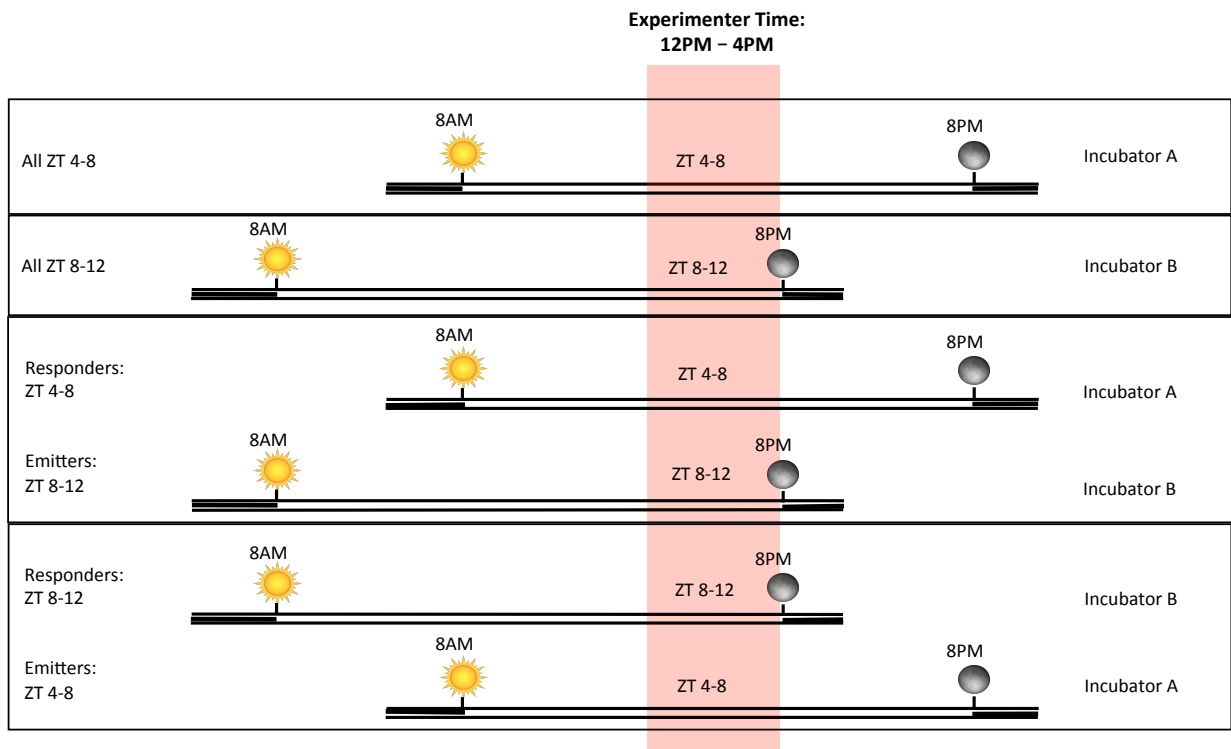 Experimenter Time:
12PM – 4PM
8AM
8PM
All ZT 4-8
ZT 4-8
Incubator A
8AM
8PM
All ZT 8-12
ZT 8-12
Incubator B
8AM
8PM
Responders:
ZT 4-8
ZT 4-8
Incubator A
8AM
8PM
Emitters:
ZT 8-12
ZT 8-12
Incubator B
8AM
8PM
Responders:
ZT 8-12
ZT 8-12
Incubator B
8AM
8PM
Emitters:
ZT 4-8
ZT 4-8
Incubator A